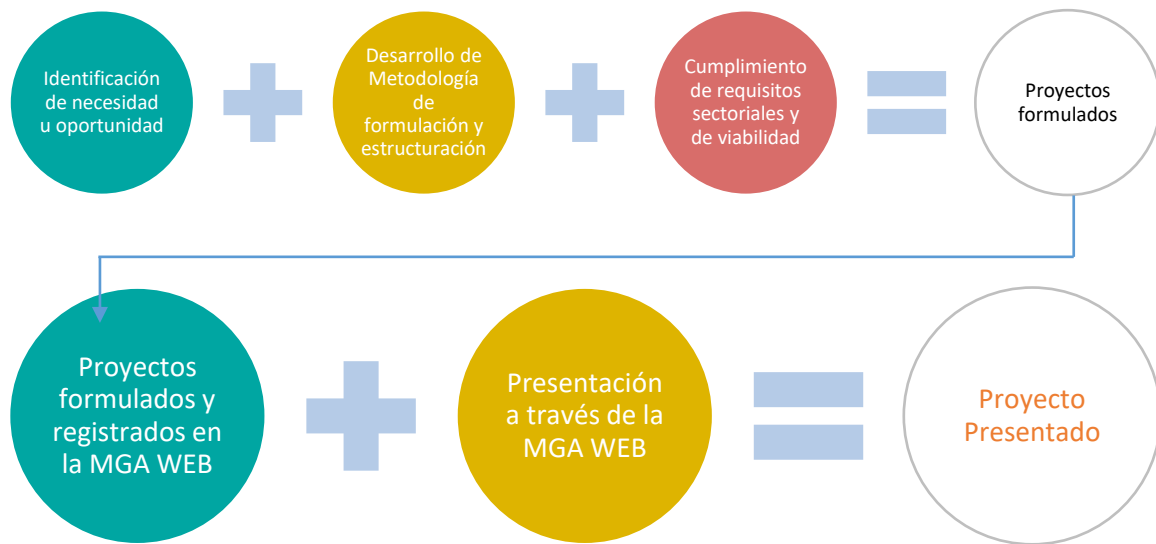 Identificación
de necesidad
u oportunidad
Desarrollo de
Metodología
de
formulación y
estructuración
Cumplimiento
de requisitos
sectoriales y
de viabilidad
Proyectos
formulados
Proyectos
formulados y
registrados en
la MGA WEB
Presentación
a través de la
MGA WEB
Proyecto
Presentado